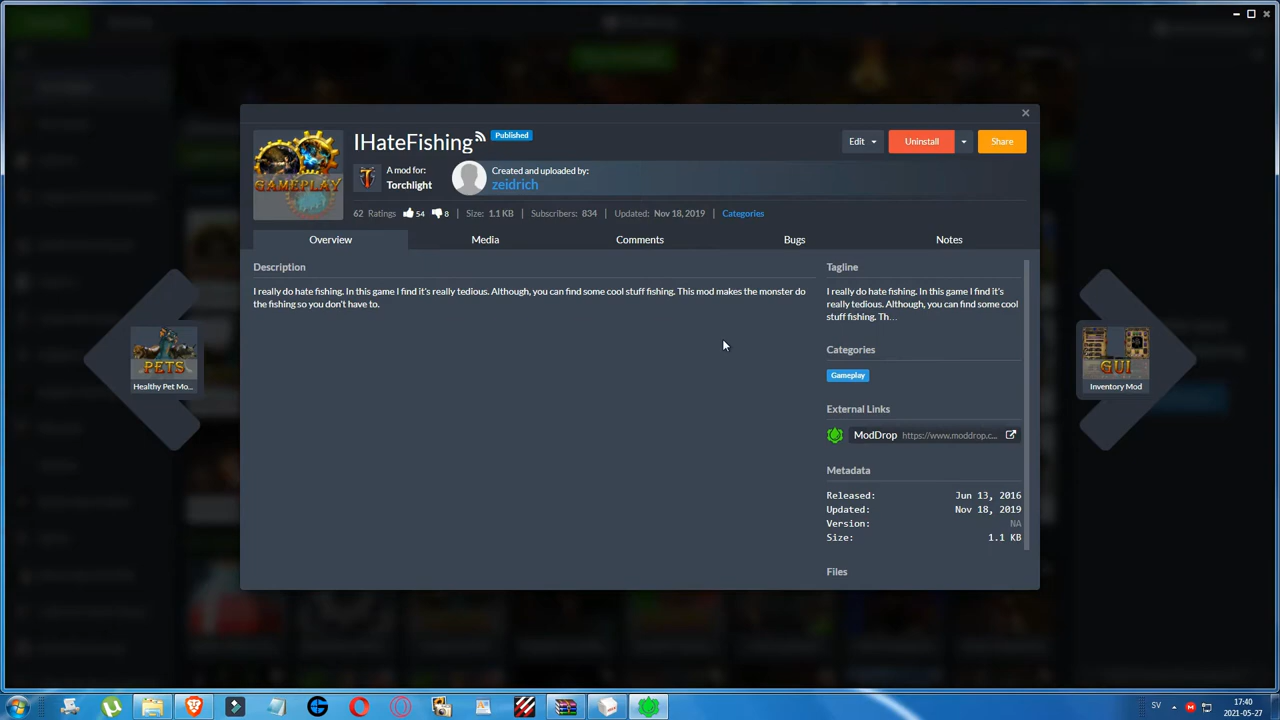 IHateFishing
Published
Edit
Uninstall
Share
GAMEPLAY
A mod for:
Torchlight
Created and uploaded by:
zeidrich
62 Ratings 54 8 | Size: 1.1 KB | Subscribers: 834 | Updated: Nov 18, 2019 | Categories
Overview
Media
Comments
Bugs
Notes
Description
I really do hate fishing. In this game I find it's really tedious. Although, you can find some cool stuff fishing. This mod makes the monster do
the fishing so you don't have to.
Tagline
I really do hate fishing. In this game I find it's
really tedious. Although, you can find some cool
stuff fishing. Th...
Categories
Gameplay
External Links
ModDrop https://www.moddrop.c...
Metadata
Released: Jun 13, 2016
Updated: Nov 18, 2019
Version: NA
Size: 1.1 KB
Files
PETS
Healthy Pet Mo...
GUI
Inventory Mod
SV
17:40
2021-05-27